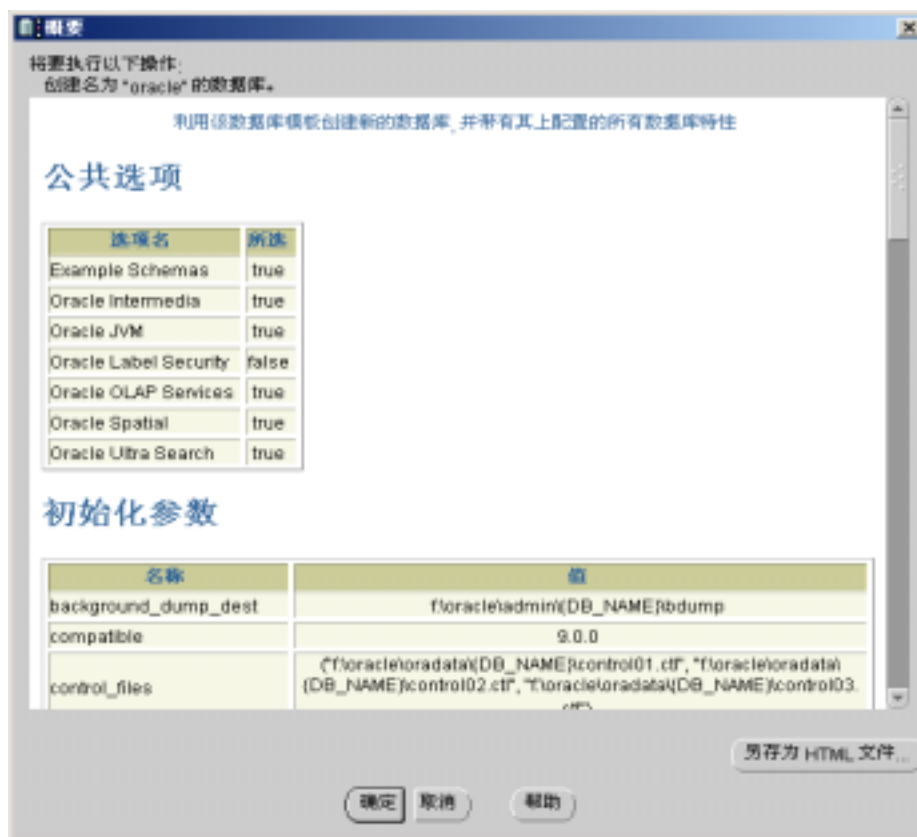 概要
将要执行以下操作:
创建名为 "oracle" 的数据库。
利用该数据库模板创建新的数据库, 并带有其上配置的所有数据库特性
公共选项
选项名 所选
Example Schemas true
Oracle Intermedia true
Oracle JVM true
Oracle Label Security false
Oracle OLAP Services true
Oracle Spatial true
Oracle Ultra Search true
初始化参数
名称 值
background_dump_dest f:\oracle\admin\{DB_NAME}\bdump
compatible 9.0.0
control_files ("f:\oracle\oradata\{DB_NAME}\control01.ctl", "f:\oracle\oradata\
{DB_NAME}\control02.ctl", "f:\oracle\oradata\{DB_NAME}\control03.
另存为 HTML 文件...
确定 取消 帮助